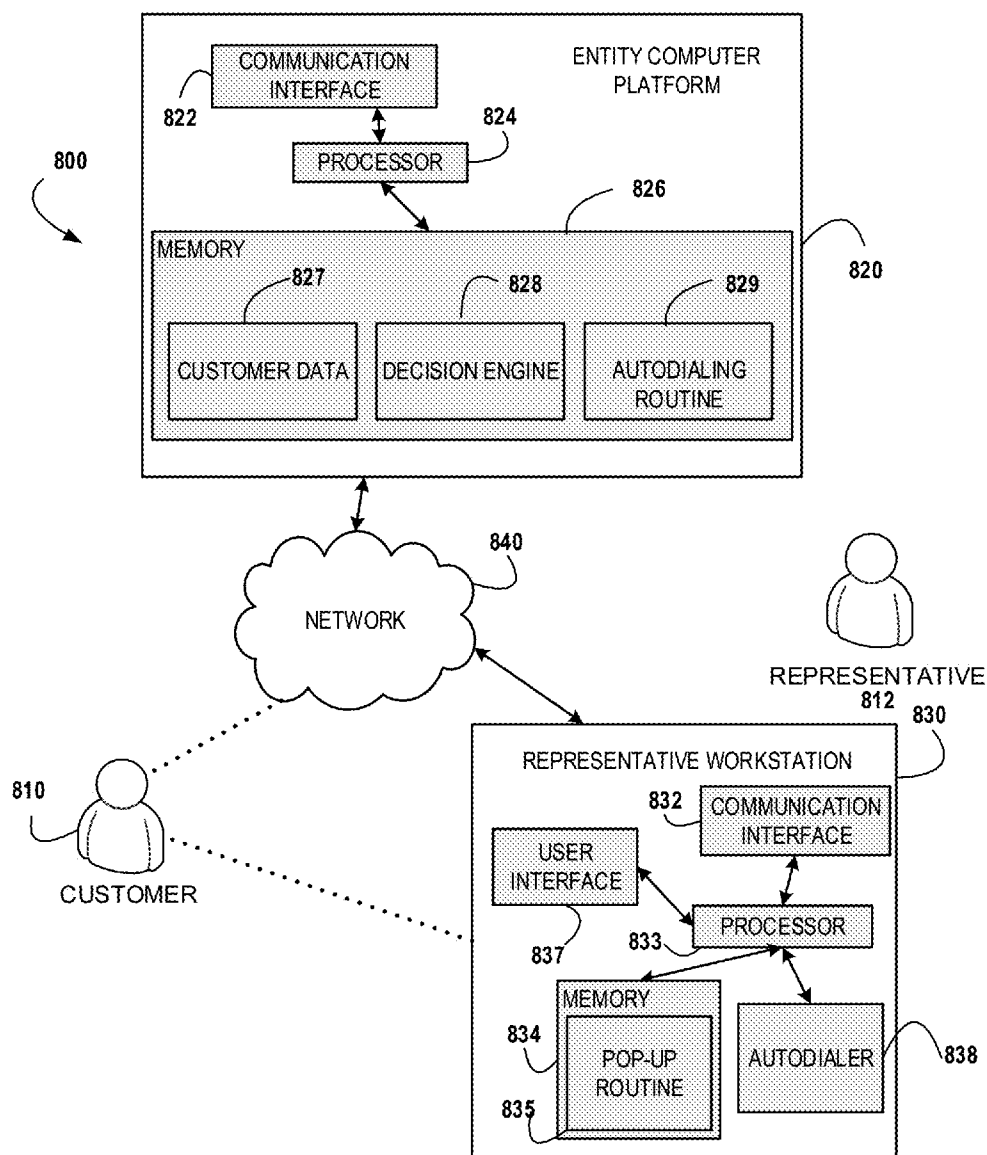 COMMUNICATION
INTERFACE
ENTITY COMPUTER
PLATFORM
822
824
PROCESSOR
800
826
MEMORY
820
827
828
829
CUSTOMER DATA
DECISION ENGINE
AUTODIALING
ROUTINE
840
NETWORK
REPRESENTATIVE
812
830
REPRESENTATIVE WORKSTATION
810
CUSTOMER
832
COMMUNICATION
INTERFACE
USER
INTERFACE
837
PROCESSOR
833
MEMORY
834
POP-UP
ROUTINE
835
AUTODIALER
838